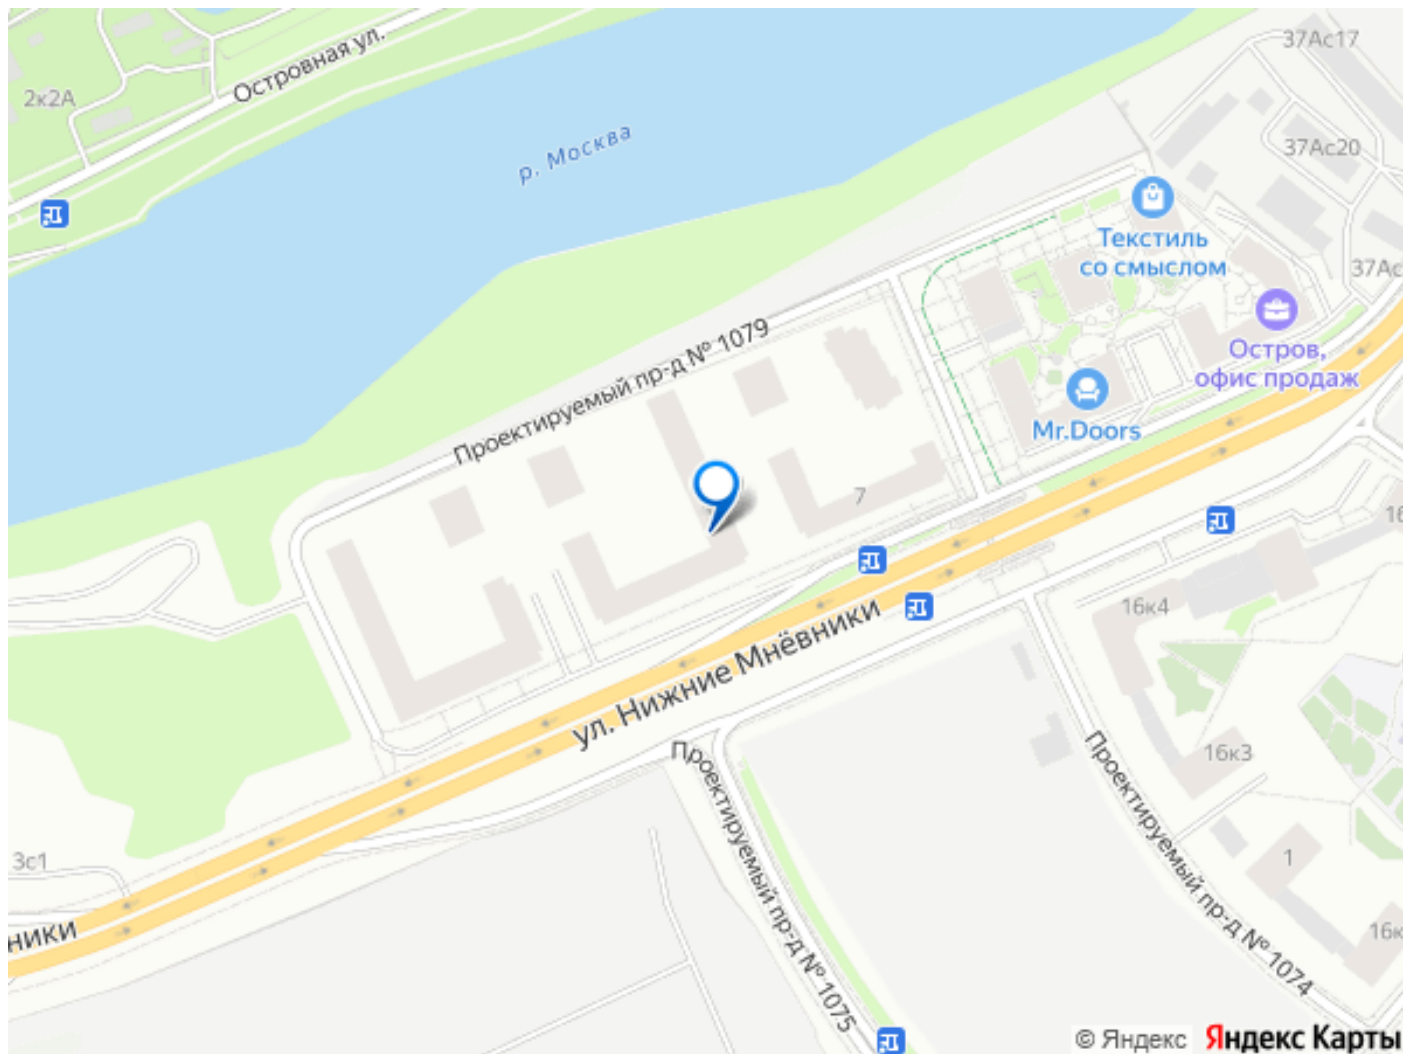 37Ас17
Островная ул.
2к2А
р. Москва
37Ас20
Текстиль
со смыслом
37Ас
Проектируемый пр-д № 1079
Остров,
офис продаж
Mr.Doors
7
16
16к4
ул. Нижние Мнёвники
Проектируемый пр-д № 1075
Проектируемый пр-д № 1074
16к3
1
3с1
ники
16к
© Яндекс Яндекс Карты